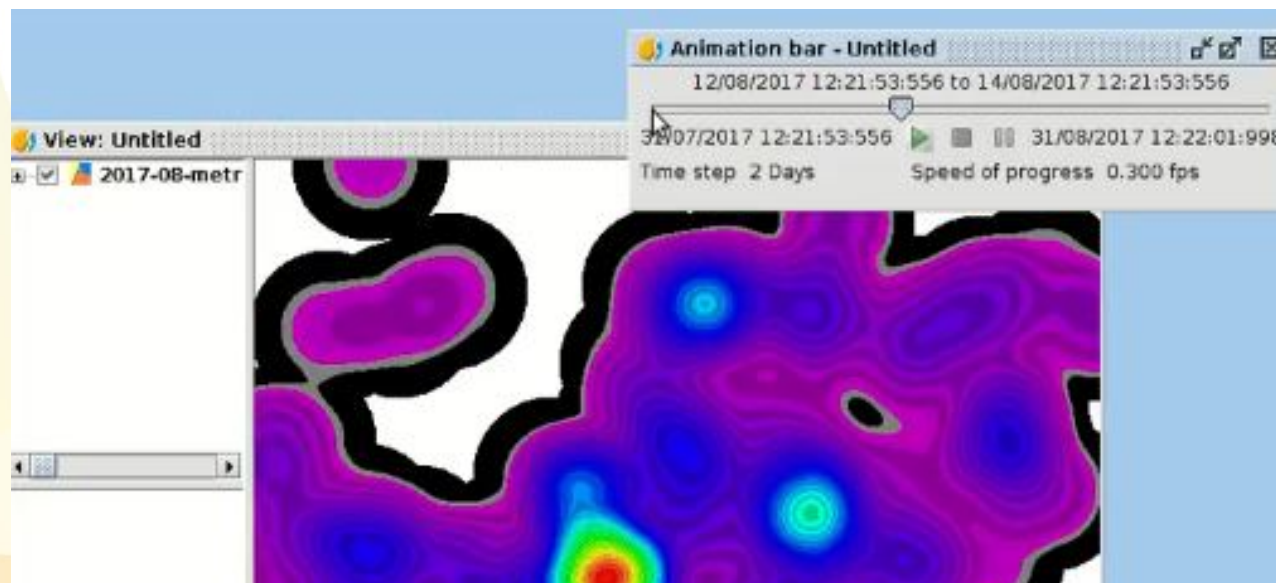 Animation bar - Untitled
12/08/2017 12:21:53:556 to 14/08/2017 12:21:53:556
31/07/2017 12:21:53:556 31/08/2017 12:22:01:998
Time step 2 Days Speed of progress 0.300 fps
View: Untitled
2017-08-metr